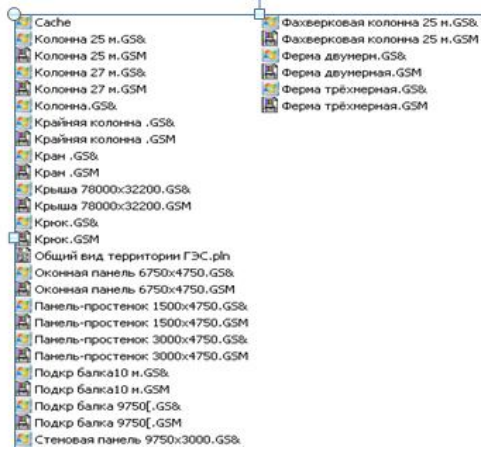 Cache
Колонна 25 м.GS&
Колонна 25 м.GSM
Колонна 27 м.GS&
Колонна 27 м.GSM
Колонна.GS&
Крайняя колонна .GS&
Крайняя колонна .GSM
Кран .GS&
Кран .GSM
Крыша 78000x32200.GS&
Крыша 78000x32200.GSM
Крюк.GS&
Крюк.GSM
Общий вид территории ГЭС.pln
Оконная панель 6750x4750.GS&
Оконная панель 6750x4750.GSM
Панель-простенок 1500x4750.GS&
Панель-простенок 1500x4750.GSM
Панель-простенок 3000x4750.GS&
Панель-простенок 3000x4750.GSM
Подкр балка10 м.GS&
Подкр балка10 м.GSM
Подкр балка 9750[.GS&
Подкр балка 9750[.GSM
Стеновая панель 9750x3000.GS&
Фахверковая колонна 25 м.GS&
Фахверковая колонна 25 м.GSM
Ферма двумерн.GS&
Ферма двумерная.GSM
Ферма трёхмерная.GS&
Ферма трёхмерная.GSM